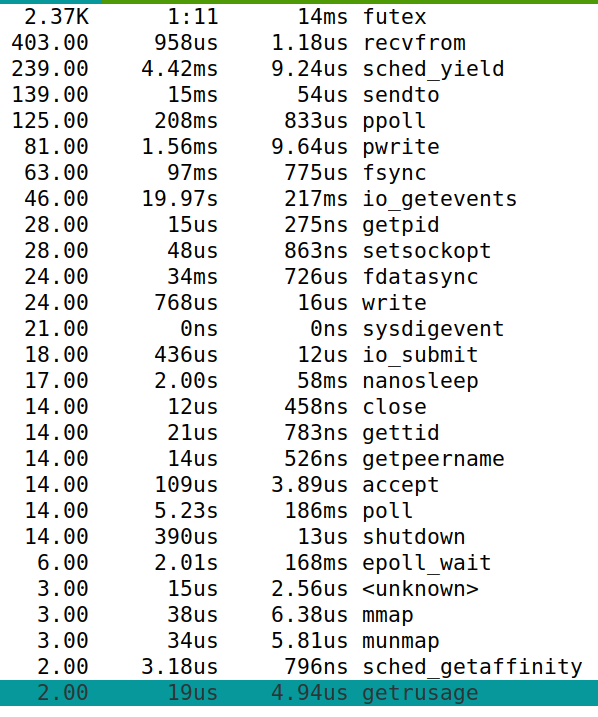 2.37K 1:11 14ms futex
403.00 958us 1.18us recvfrom
239.00 4.42ms 9.24us sched_yield
139.00 15ms 54us sendto
125.00 208ms 833us ppoll
81.00 1.56ms 9.64us pwrite
63.00 97ms 775us fsync
46.00 19.97s 217ms io_getevents
28.00 15us 275ns getpid
28.00 48us 863ns setsockopt
24.00 34ms 726us fdatasync
24.00 768us 16us write
21.00 0ns 0ns sysdigevent
18.00 436us 12us io_submit
17.00 2.00s 58ms nanosleep
14.00 12us 458ns close
14.00 21us 783ns gettid
14.00 14us 526ns getpeername
14.00 109us 3.89us accept
14.00 5.23s 186ms poll
14.00 390us 13us shutdown
6.00 2.01s 168ms epoll_wait
3.00 15us 2.56us <unknown>
3.00 38us 6.38us mmap
3.00 34us 5.81us munmap
2.00 3.18us 796ns sched_getaffinity
2.00 19us 4.94us getrusage